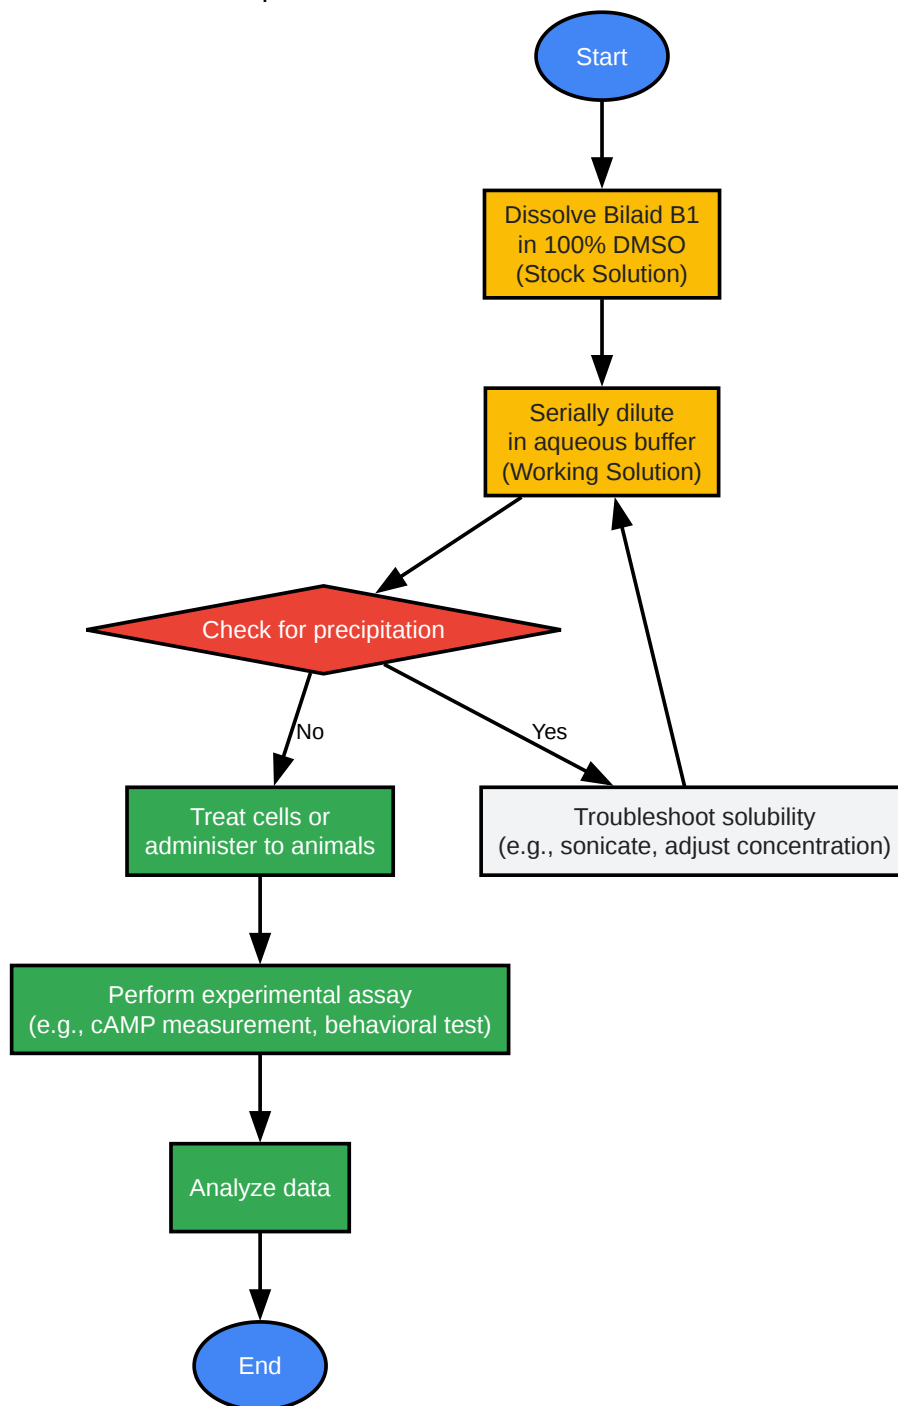 Start
Dissolve Bilaid B1
in 100% DMSO
(Stock Solution)
Serially dilute
in aqueous buffer
(Working Solution)
Check for precipitation
No
Yes
Treat cells or
administer to animals
Troubleshoot solubility
(e.g., sonicate, adjust concentration)
Perform experimental assay
(e.g., cAMP measurement, behavioral test)
Analyze data
End